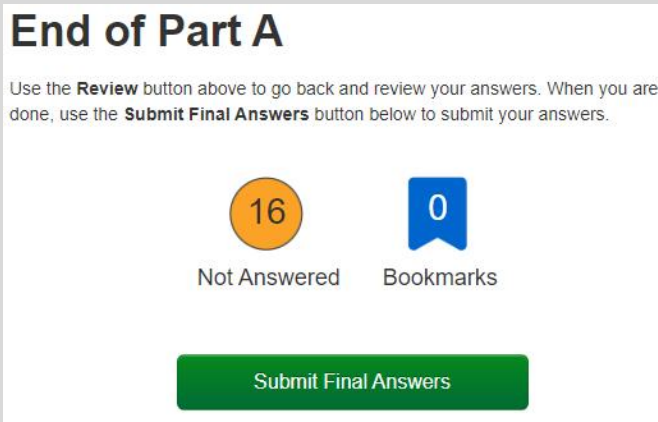 End of Part A
Use the Review button above to go back and review your answers. When you are
done, use the Submit Final Answers button below to submit your answers.
16
0
Not Answered
Bookmarks
Submit Final Answers